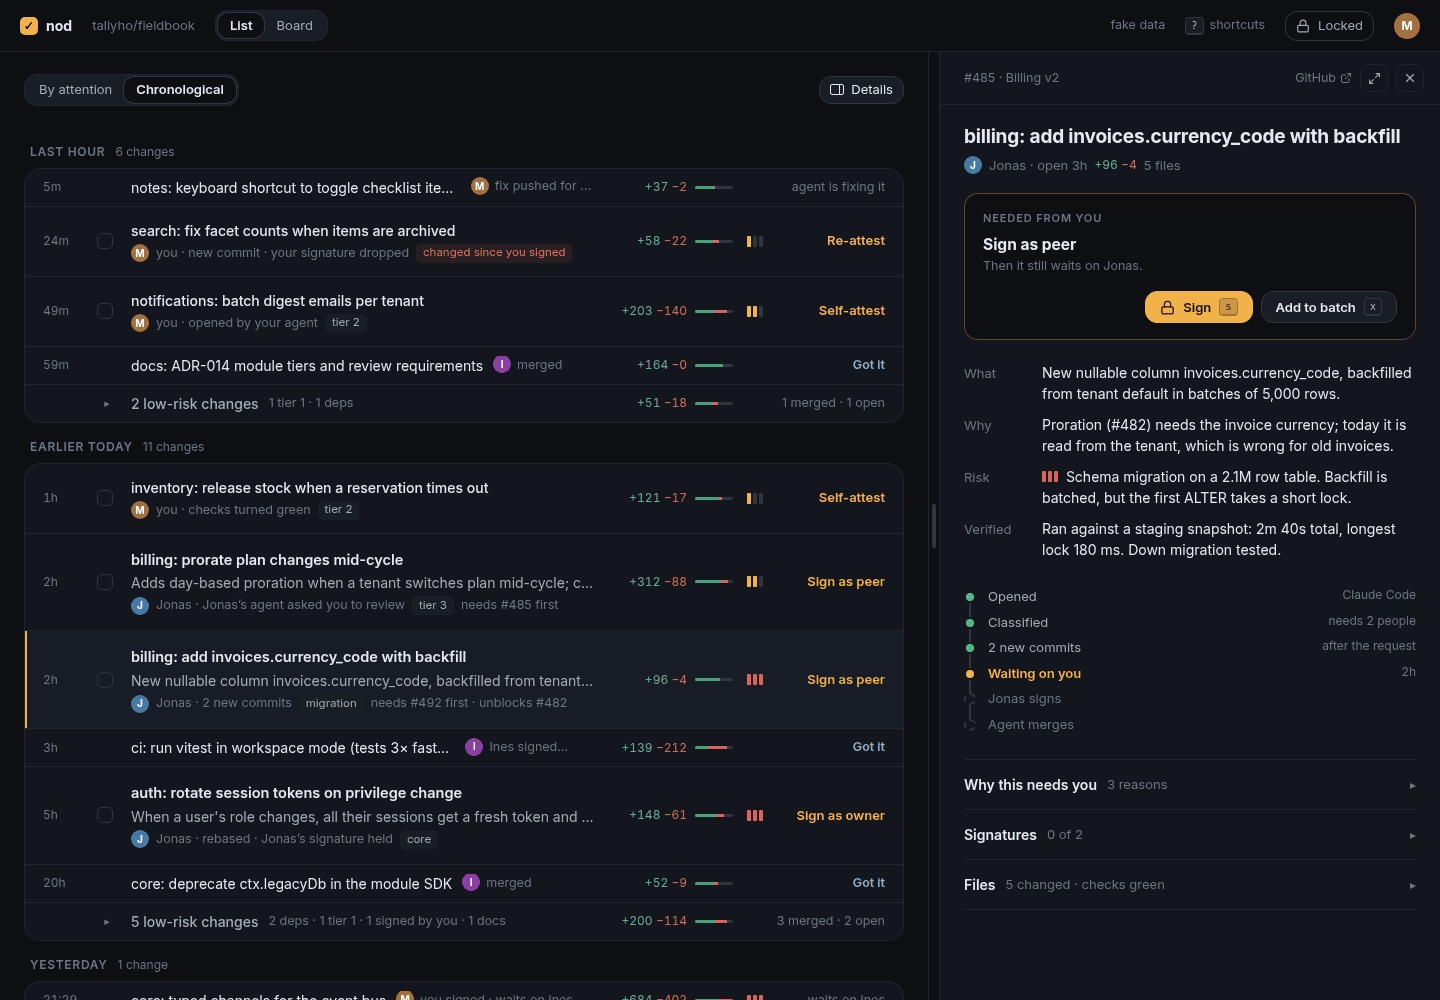 ✓ nod tallyho/fieldbook List Board fake data ? shortcuts Locked M
By attention Chronological Details
LAST HOUR 6 changes
5m notes: keyboard shortcut to toggle checklist ite... M fix pushed for ... +37 −2 agent is fixing it
24m search: fix facet counts when items are archived +58 −22 Re-attest
M you · new commit · your signature dropped changed since you signed
49m notifications: batch digest emails per tenant +203 −140 Self-attest
M you · opened by your agent tier 2
59m docs: ADR-014 module tiers and review requirements I merged +164 −0 Got it
▸ 2 low-risk changes 1 tier 1 · 1 deps +51 −18 1 merged · 1 open
EARLIER TODAY 11 changes
1h inventory: release stock when a reservation times out +121 −17 Self-attest
M you · checks turned green tier 2
billing: prorate plan changes mid-cycle
2h Adds day-based proration when a tenant switches plan mid-cycle; c... +312 −88 Sign as peer
J Jonas · Jonas’s agent asked you to review tier 3 needs #485 first
billing: add invoices.currency_code with backfill
2h New nullable column invoices.currency_code, backfilled from tenant... +96 −4 Sign as peer
J Jonas · 2 new commits migration needs #492 first · unblocks #482
3h ci: run vitest in workspace mode (tests 3× fast... I Ines signed... +139 −212 Got it
auth: rotate session tokens on privilege change
5h When a user's role changes, all their sessions get a fresh token and ... +148 −61 Sign as owner
J Jonas · rebased · Jonas’s signature held core
20h core: deprecate ctx.legacyDb in the module SDK I merged +52 −9 Got it
▸ 5 low-risk changes 2 deps · 1 tier 1 · 1 signed by you · 1 docs +200 −114 3 merged · 2 open
YESTERDAY 1 change
21:29 core: typed channels for the event bus M you signed · waits on Ines +684 −402 waits on Ines
#485 · Billing v2 GitHub
billing: add invoices.currency_code with backfill
J Jonas · open 3h +96 −4 5 files
NEEDED FROM YOU
Sign as peer
Then it still waits on Jonas.
Sign s Add to batch x
What New nullable column invoices.currency_code, backfilled
from tenant default in batches of 5,000 rows.
Why Proration (#482) needs the invoice currency; today it is
read from the tenant, which is wrong for old invoices.
Risk Schema migration on a 2.1M row table. Backfill is
batched, but the first ALTER takes a short lock.
Verified Ran against a staging snapshot: 2m 40s total, longest
lock 180 ms. Down migration tested.
Opened Claude Code
Classified needs 2 people
2 new commits after the request
Waiting on you 2h
Jonas signs
Agent merges
Why this needs you 3 reasons ▸
Signatures 0 of 2 ▸
Files 5 changed · checks green ▸